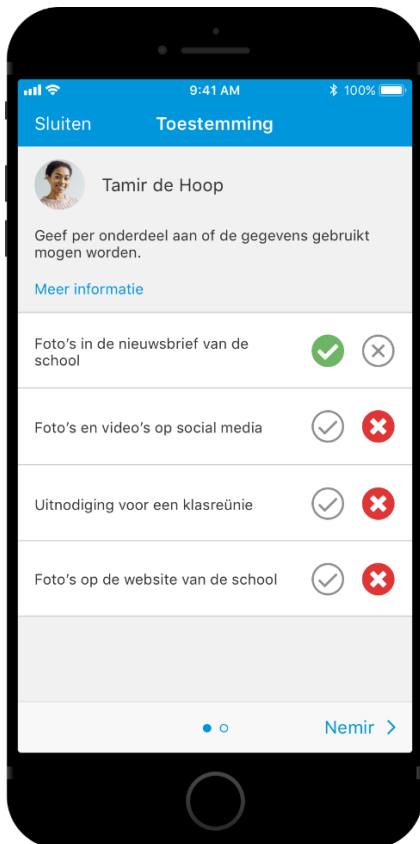 9:41 AM
100%
Sluiten
Toestemming
Tamir de Hoop
Geef per onderdeel aan of de gegevens gebruikt
mogen worden.
Meer informatie
Foto's in de nieuwsbrief van de
school
Foto's en video's op social media
Uitnodiging voor een klasreünie
Foto's op de website van de school
Nemir